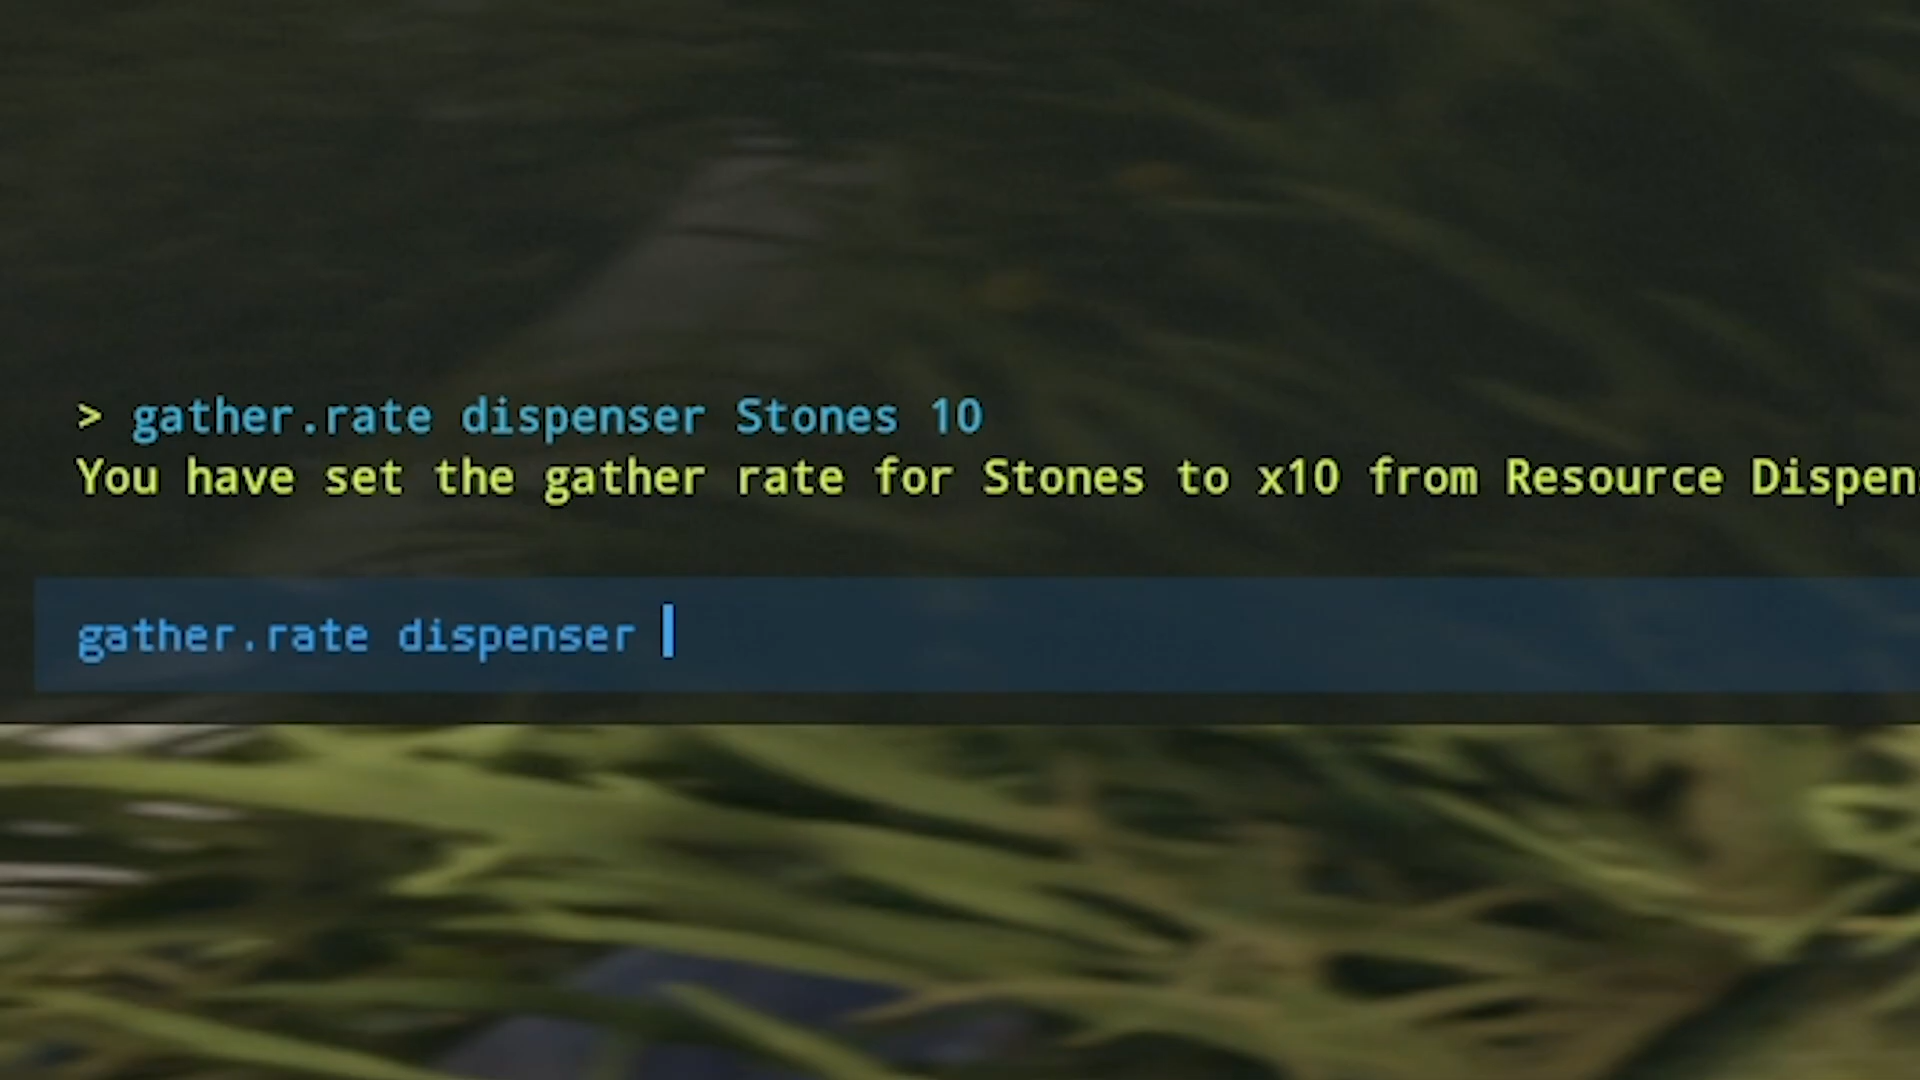 > gather.rate dispenser Stones 10
You have set the gather rate for Stones to x10 from Resource Dispen
gather.rate dispenser